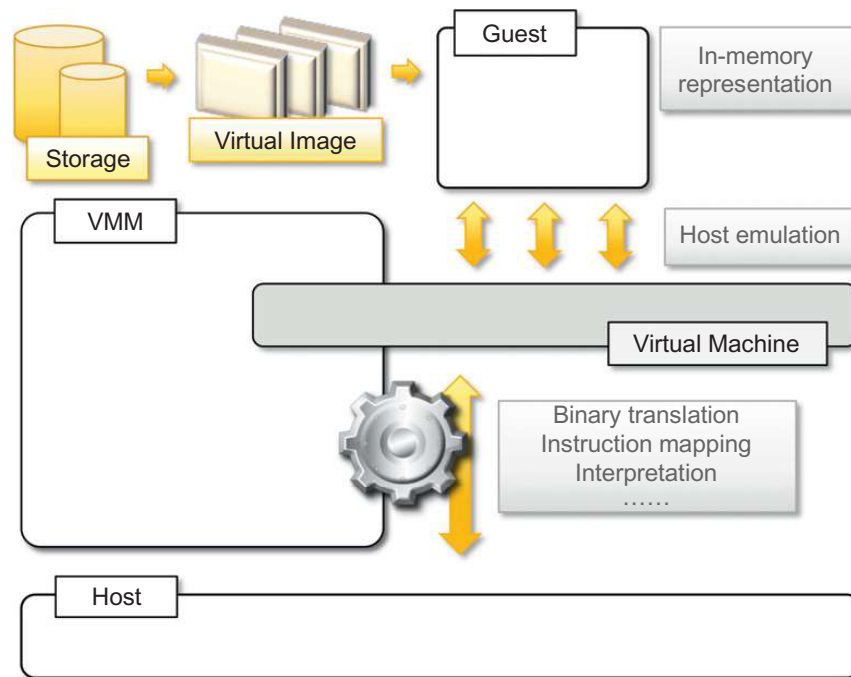 Guest
In-memory
representation
Virtual Image
Storage
VMM
Host emulation
Virtual Machine
Binary translation
Instruction mapping
Interpretation
……
Host